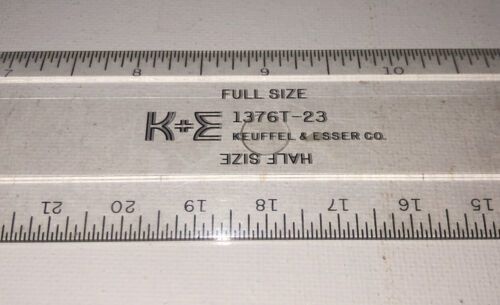 7 8 9 10
FULL SIZE
K+E 1376T-23
KEUFFEL & ESSER CO.
HALF SIZE
21 20 19 18 17 16 15